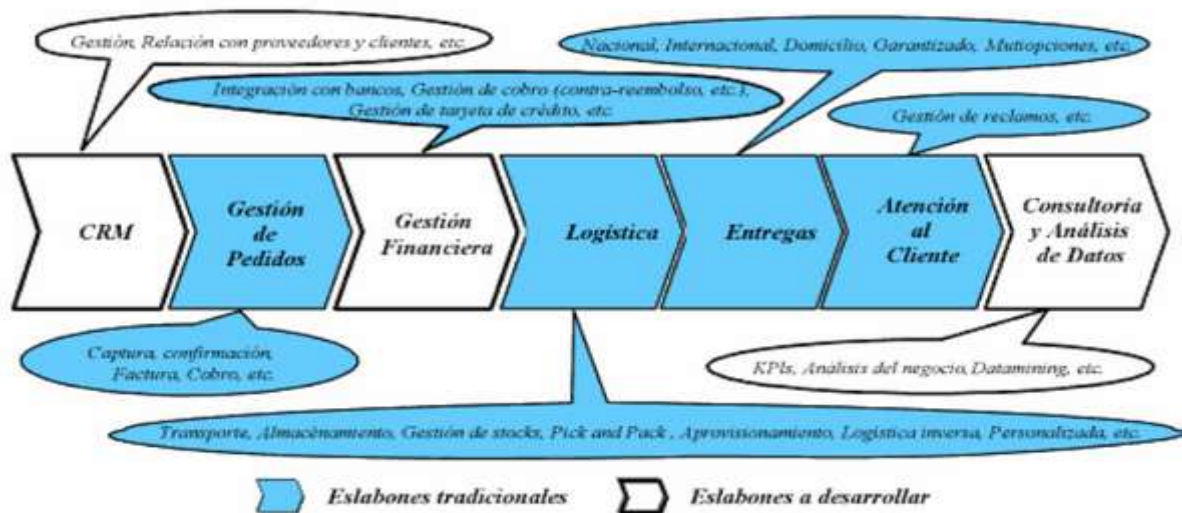 Gestión, Relación con proveedores y clientes, etc.
Nacional, Internacional, Domicilio, Garantizado, Mutiopciones, etc.
Integración con bancos, Gestión de cobro (contra-reembolso, etc.),
Gestión de tarjeta de crédito, etc.
Gestión de reclamos, etc.
CRM
Gestión
de
Pedidos
Gestión
Financiera
Logística
Entregas
Atención
al
Cliente
Consultoría
y Análisis
de Datos
Captura, confirmación,
Factura, Cobro, etc.
KPIs, Análisis del negocio, Datamining, etc.
Transporte, Almacénamiento, Gestión de stocks, Pick and Pack , Aprovisionamiento, Logística inversa, Personalizada, etc.
Eslabones tradicionales
Eslabones a desarrollar